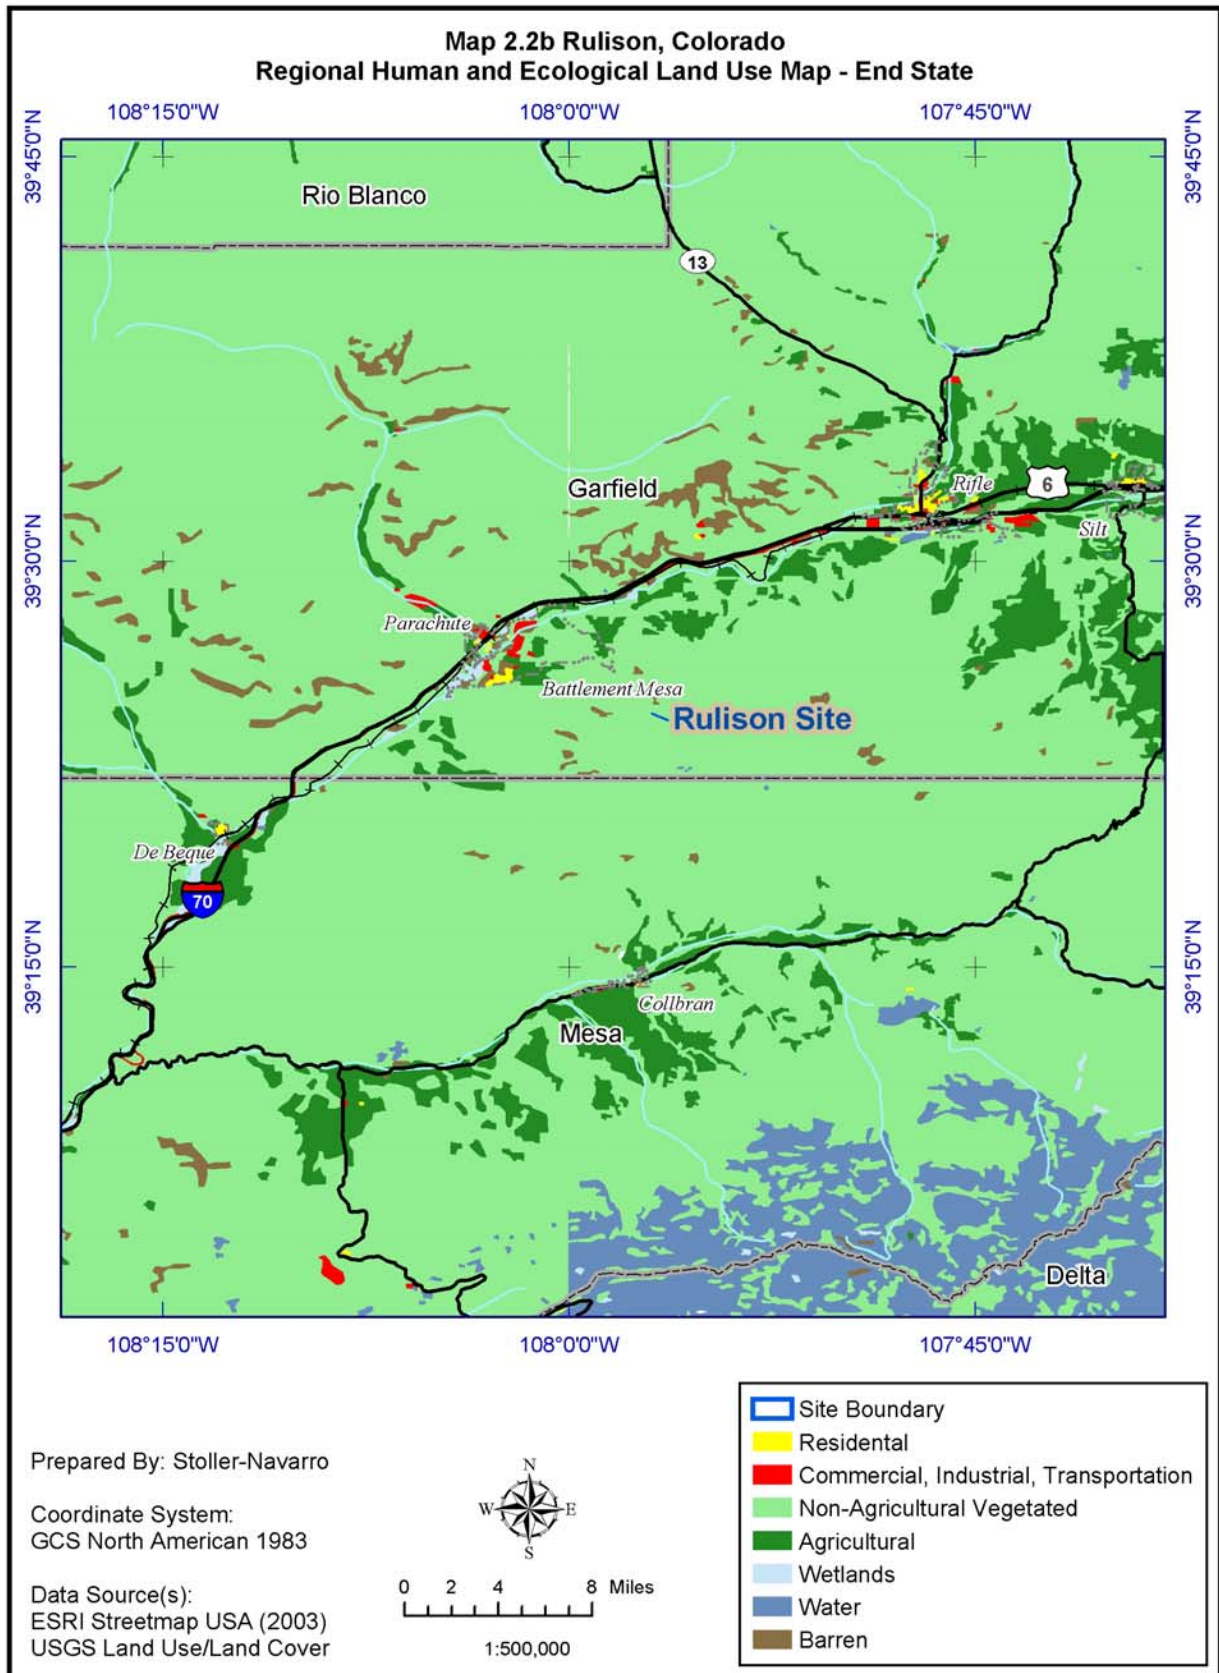 Map 2.2b Rulison, Colorado
Regional Human and Ecological Land Use Map - End State
108°15'0"W 108°0'0"W 107°45'0"W
39°45'0"N 39°45'0"N
Rio Blanco
13
Garfield
Rifle
6
Silt
39°30'0"N 39°30'0"N
Parachute
Battlement Mesa
Rulison Site
De Beque
70
39°15'0"N 39°15'0"N
Collbran
Mesa
Delta
108°15'0"W 108°0'0"W 107°45'0"W
Prepared By: Stoller-Navarro
Coordinate System:
GCS North American 1983
Data Source(s):
ESRI Streetmap USA (2003)
USGS Land Use/Land Cover
N
W E
S
0 2 4 8 Miles
1:500,000
Site Boundary
Residental
Commercial, Industrial, Transportation
Non-Agricultural Vegetated
Agricultural
Wetlands
Water
Barren